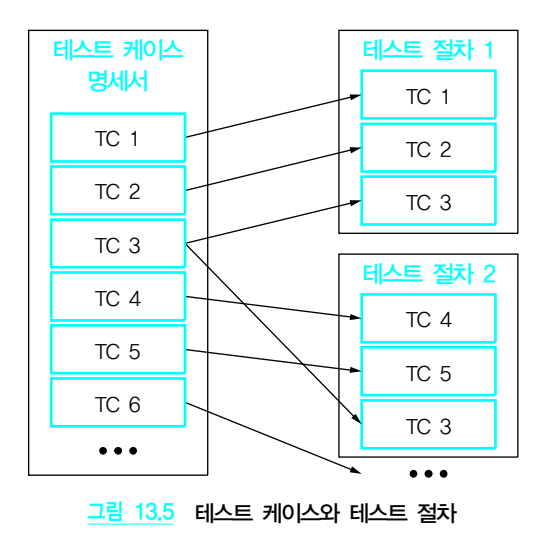 테스트 케이스
명세서
TC 1
TC 2
TC 3
TC 4
TC 5
TC 6
•••
테스트 절차 1
TC 1
TC 2
TC 3
테스트 절차 2
TC 4
TC 5
TC 3
•••
그림 13.5 테스트 케이스와 테스트 절차